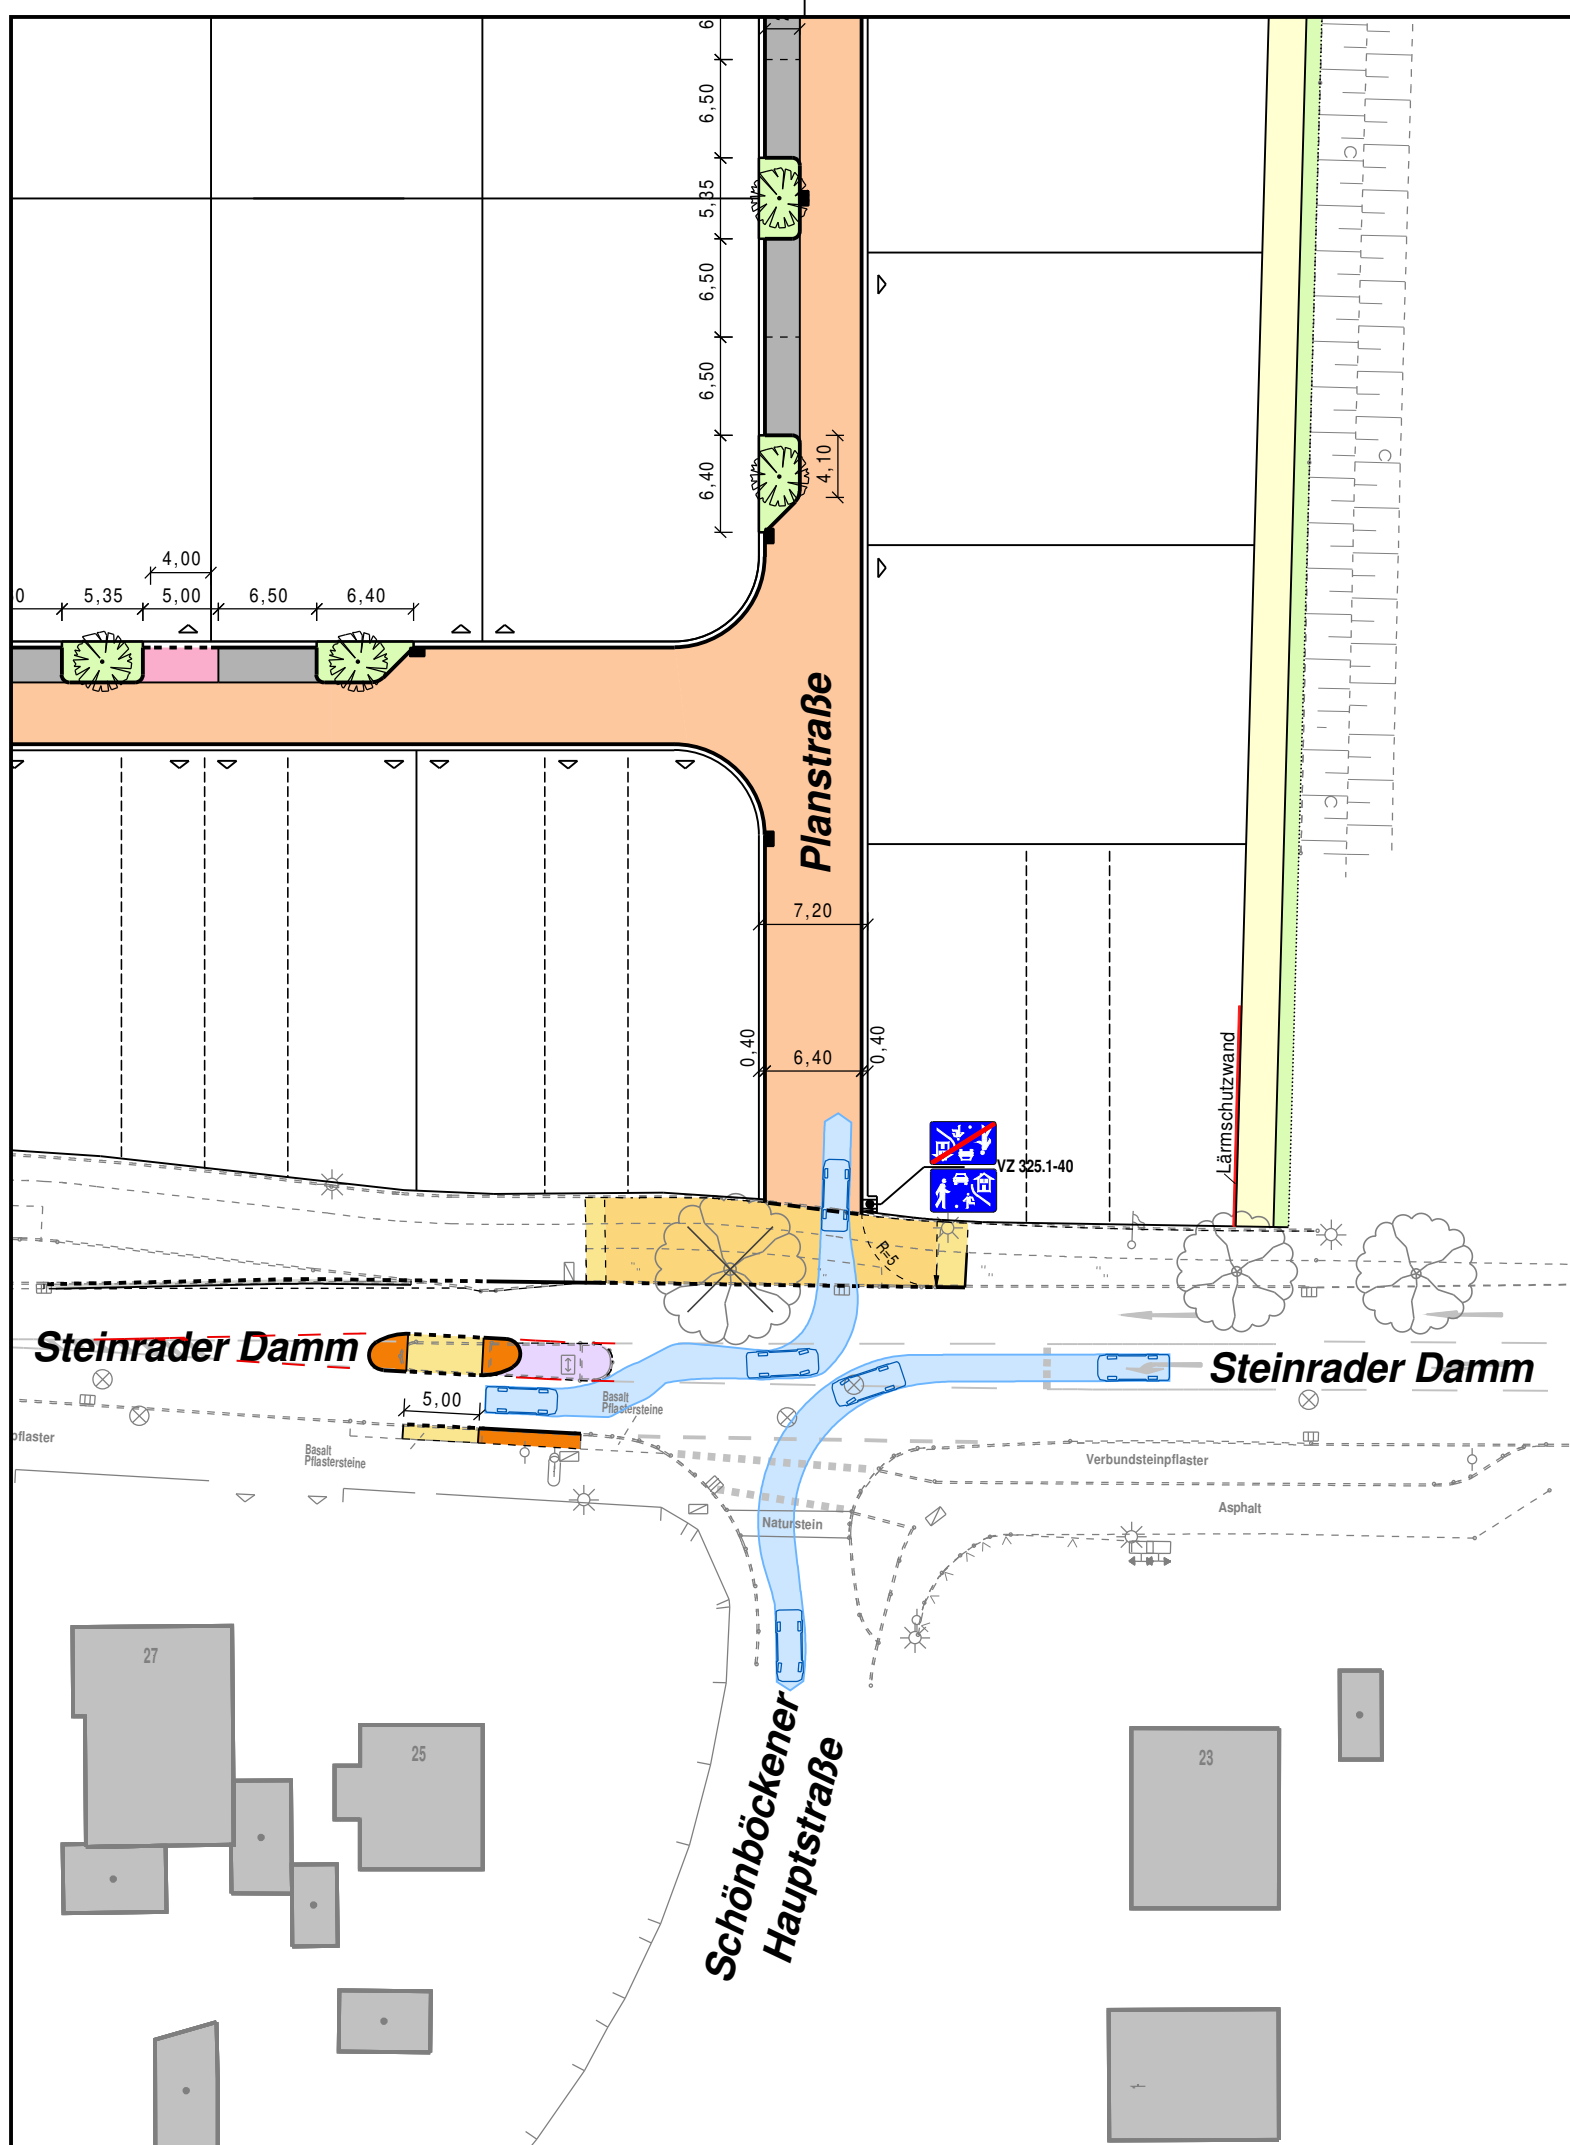 6
6,50
5,35
6,50
6,50
6,40
4,10
4,00
0
5,35
5,00
6,50
6,40
Planstraße
7,20
0,40
6,40
0,40
Lärmschutzwand
VZ 325.1-40
R=5
Steinrader Damm
Steinrader Damm
5,00
Basalt
Pflastersteine
pflaster
Basalt
Pflastersteine
Verbundsteinpflaster
Asphalt
Naturstein
Schönböckener
Hauptstraße
27
25
23